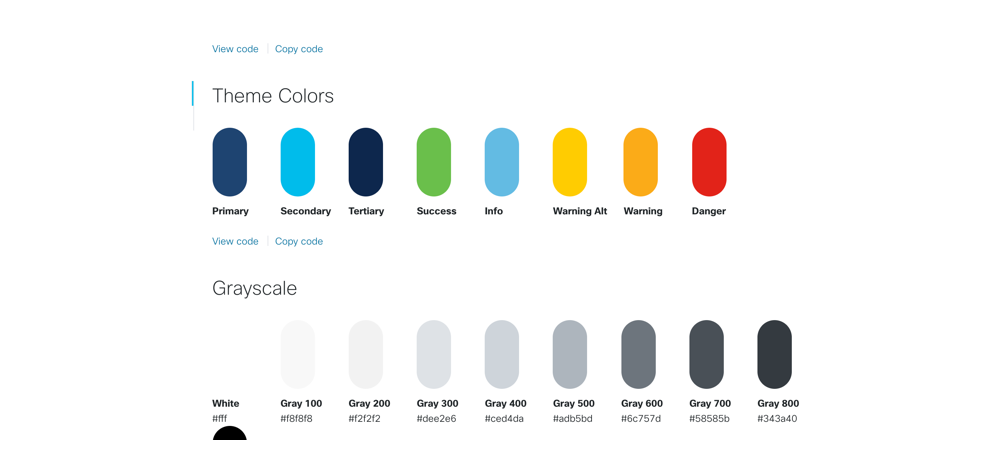 View code Copy code
Theme Colors
Primary Secondary Tertiary Success Info Warning Alt Warning Danger
View code Copy code
Grayscale
White Gray 100 Gray 200 Gray 300 Gray 400 Gray 500 Gray 600 Gray 700 Gray 800
#fff #f8f8f8 #f2f2f2 #dee2e6 #ced4da #adb5bd #6c757d #58585b #343a40